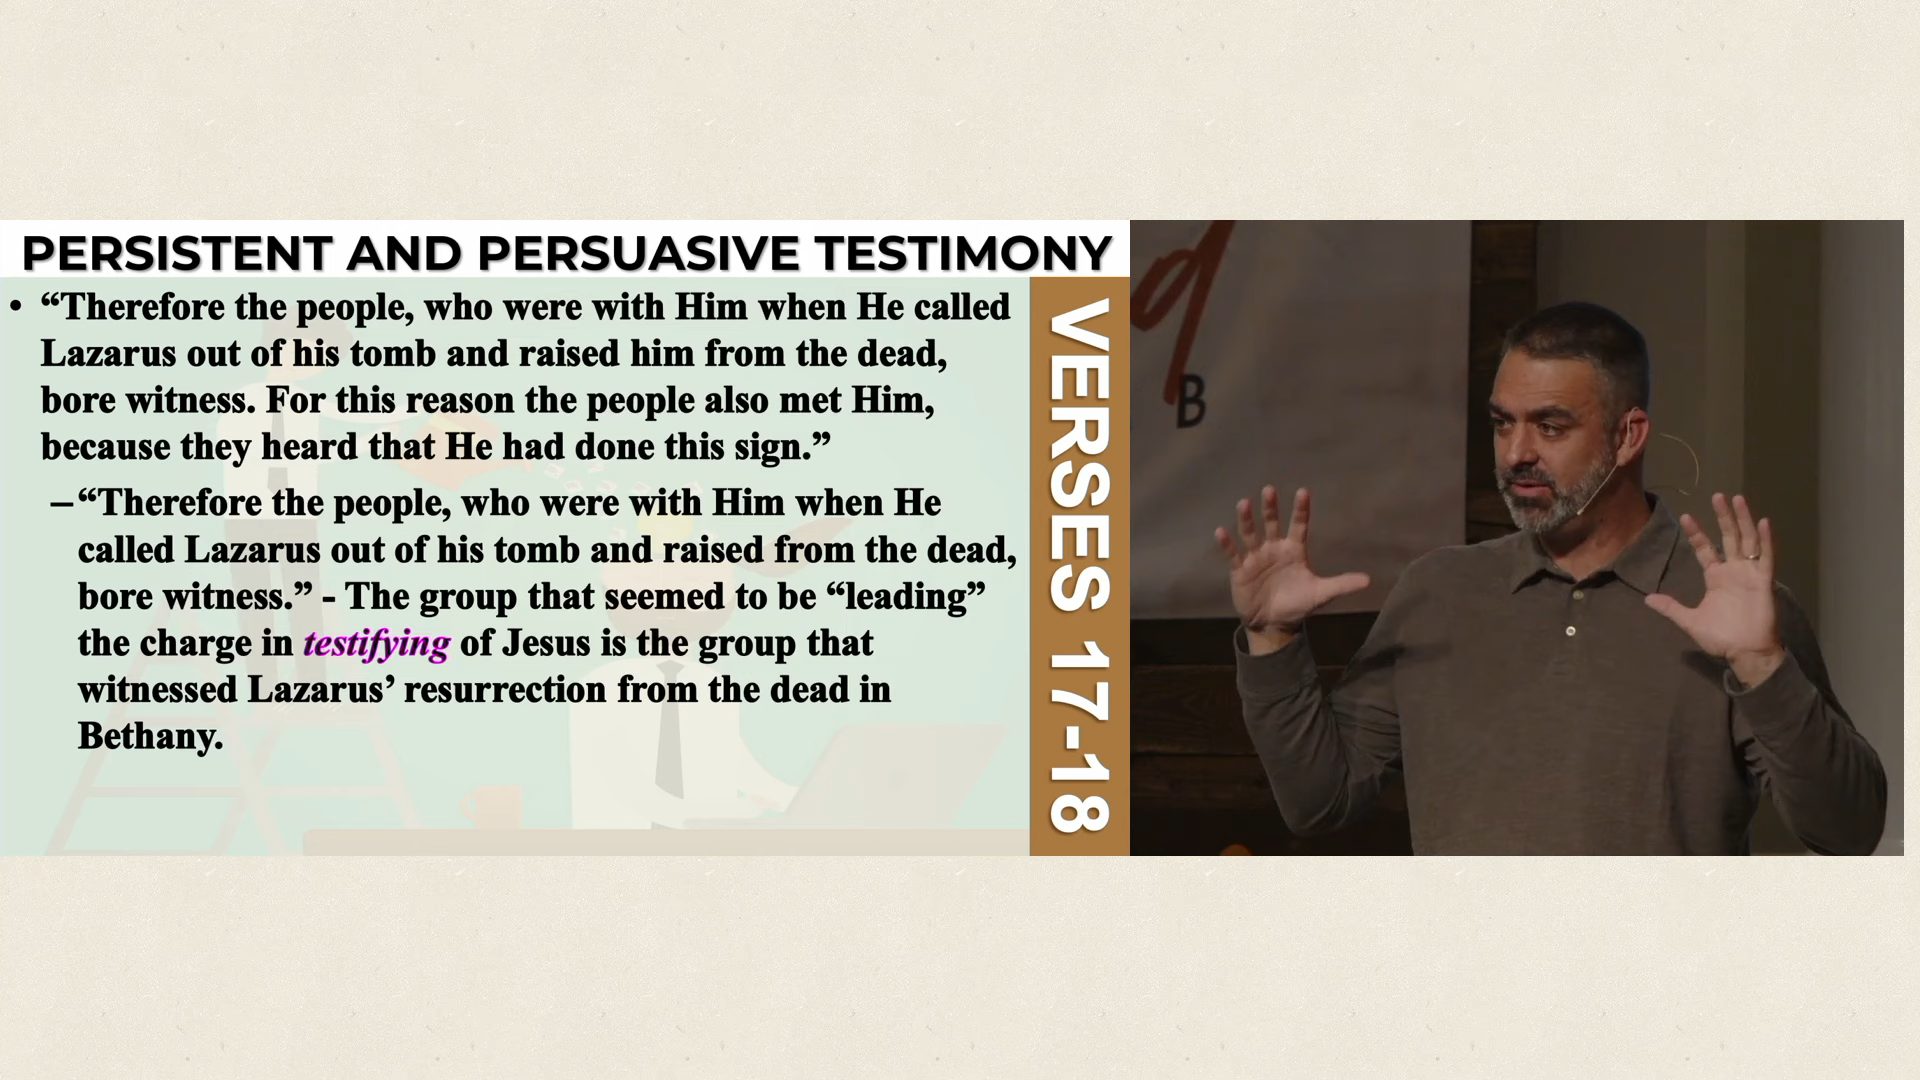 PERSISTENT AND PERSUASIVE TESTIMONY
• “Therefore the people, who were with Him when He called
Lazarus out of his tomb and raised him from the dead,
bore witness. For this reason the people also met Him,
because they heard that He had done this sign.”
– “Therefore the people, who were with Him when He
called Lazarus out of his tomb and raised from the dead,
bore witness.” - The group that seemed to be “leading”
the charge in testifying of Jesus is the group that
witnessed Lazarus’ resurrection from the dead in
Bethany.
VERSES 17-18
d
B